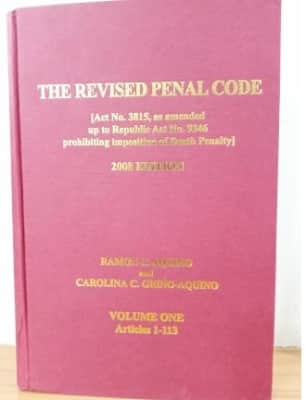 THE REVISED PENAL CODE
[Act No. 3815, as amended
up to Republic Act No. 9346
prohibiting imposition of Death Penalty]
2008 EDITION
RAMON C. AQUINO
and
CAROLINA C. GRIÑO-AQUINO
VOLUME ONE
Articles 1-113